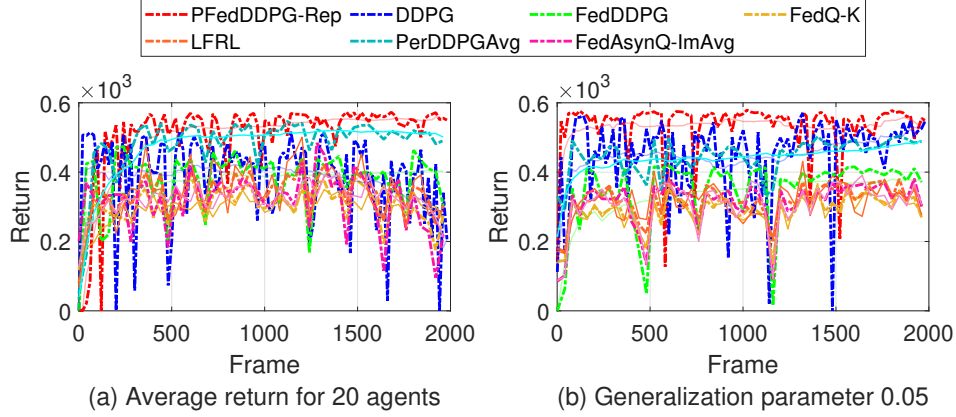 PFedDDPG-Rep DDPG FedDDPG FedQ-K
LFRL PerDDPGAvg FedAsynQ-ImAvg
×10³ ×10³
0.6 0.6
0.4 0.4
Return Return
0.2 0.2
0 0
0 500 1000 1500 2000 0 500 1000 1500 2000
Frame Frame
(a) Average return for 20 agents (b) Generalization parameter 0.05